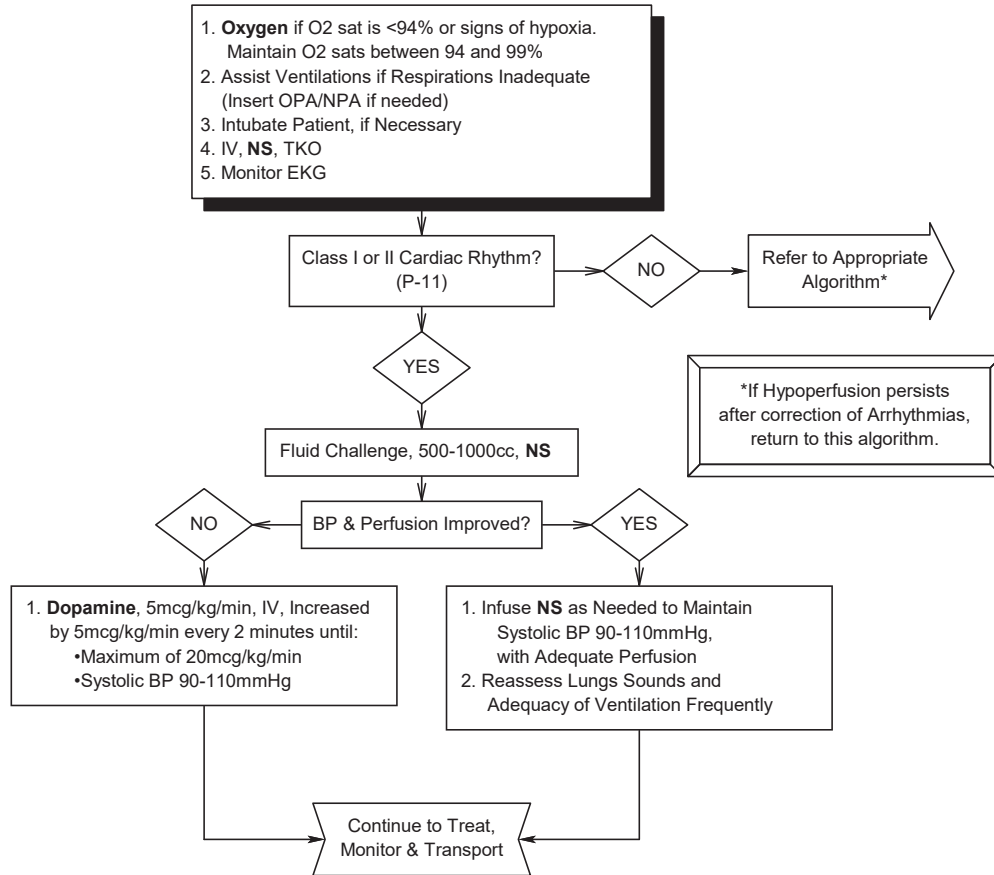 1. Oxygen if O2 sat is <94% or signs of hypoxia.
Maintain O2 sats between 94 and 99%
2. Assist Ventilations if Respirations Inadequate
(Insert OPA/NPA if needed)
3. Intubate Patient, if Necessary
4. IV, NS, TKO
5. Monitor EKG
Class I or II Cardiac Rhythm?
(P-11)
NO
Refer to Appropriate
Algorithm*
YES
*If Hypoperfusion persists
after correction of Arrhythmias,
return to this algorithm.
Fluid Challenge, 500-1000cc, NS
NO
BP & Perfusion Improved?
YES
1. Dopamine, 5mcg/kg/min, IV, Increased
by 5mcg/kg/min every 2 minutes until:
•Maximum of 20mcg/kg/min
•Systolic BP 90-110mmHg
1. Infuse NS as Needed to Maintain
Systolic BP 90-110mmHg,
with Adequate Perfusion
2. Reassess Lungs Sounds and
Adequacy of Ventilation Frequently
Continue to Treat,
Monitor & Transport